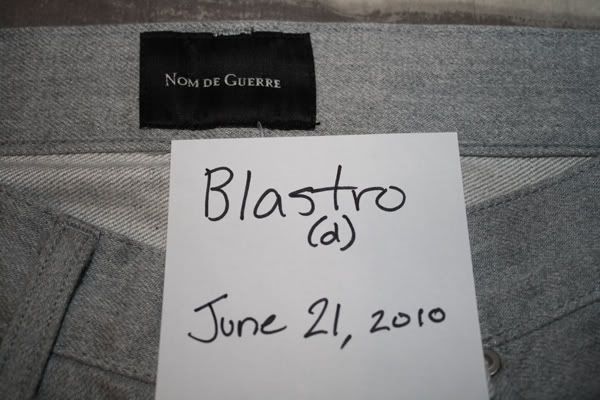 NOM DE GUERRE
Blastro
(d)
June 21, 2010